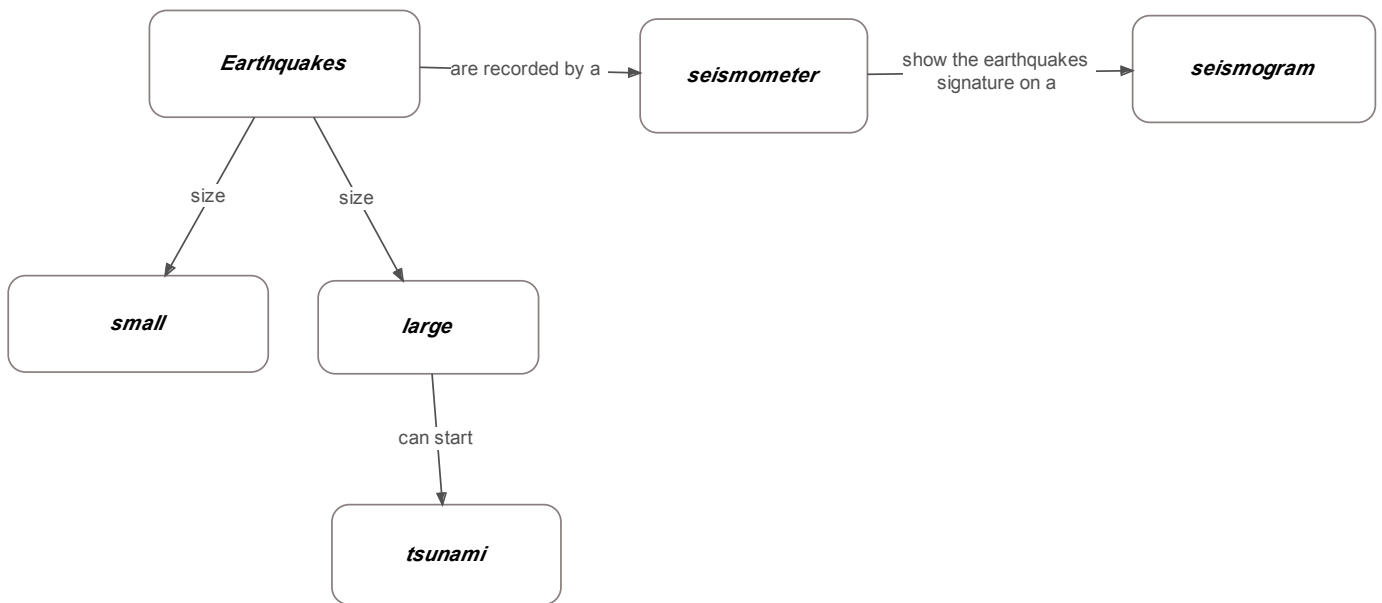 Earthquakes
are recorded by a
seismometer
show the earthquakes
signature on a
seismogram
size
size
small
large
can start
tsunami